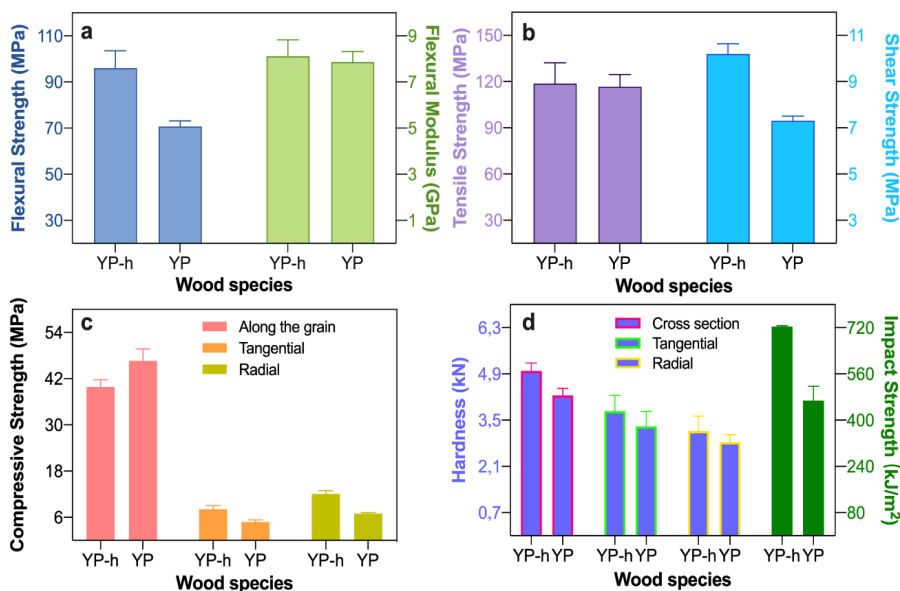 a
Flexural Strength (MPa)
110
90
70
50
30
Flexural Modulus (GPa)
9
7
5
3
1
YP-h YP YP-h YP
Wood species
b
Tensile Strength (MPa)
150
120
90
60
30
Shear Strength (MPa)
11
9
7
5
3
YP-h YP YP-h YP
Wood species
c
Compressive Strength (MPa)
54
42
30
18
6
Along the grain
Tangential
Radial
YP-h YP YP-h YP YP-h YP
Wood species
d
Hardness (kN)
6,3
4,9
3,5
2,1
0,7
Cross section
Tangential
Radial
Impact Strength (kJ/m²)
720
560
400
240
80
YP-h YP YP-h YP YP-h YP YP-h YP
Wood species